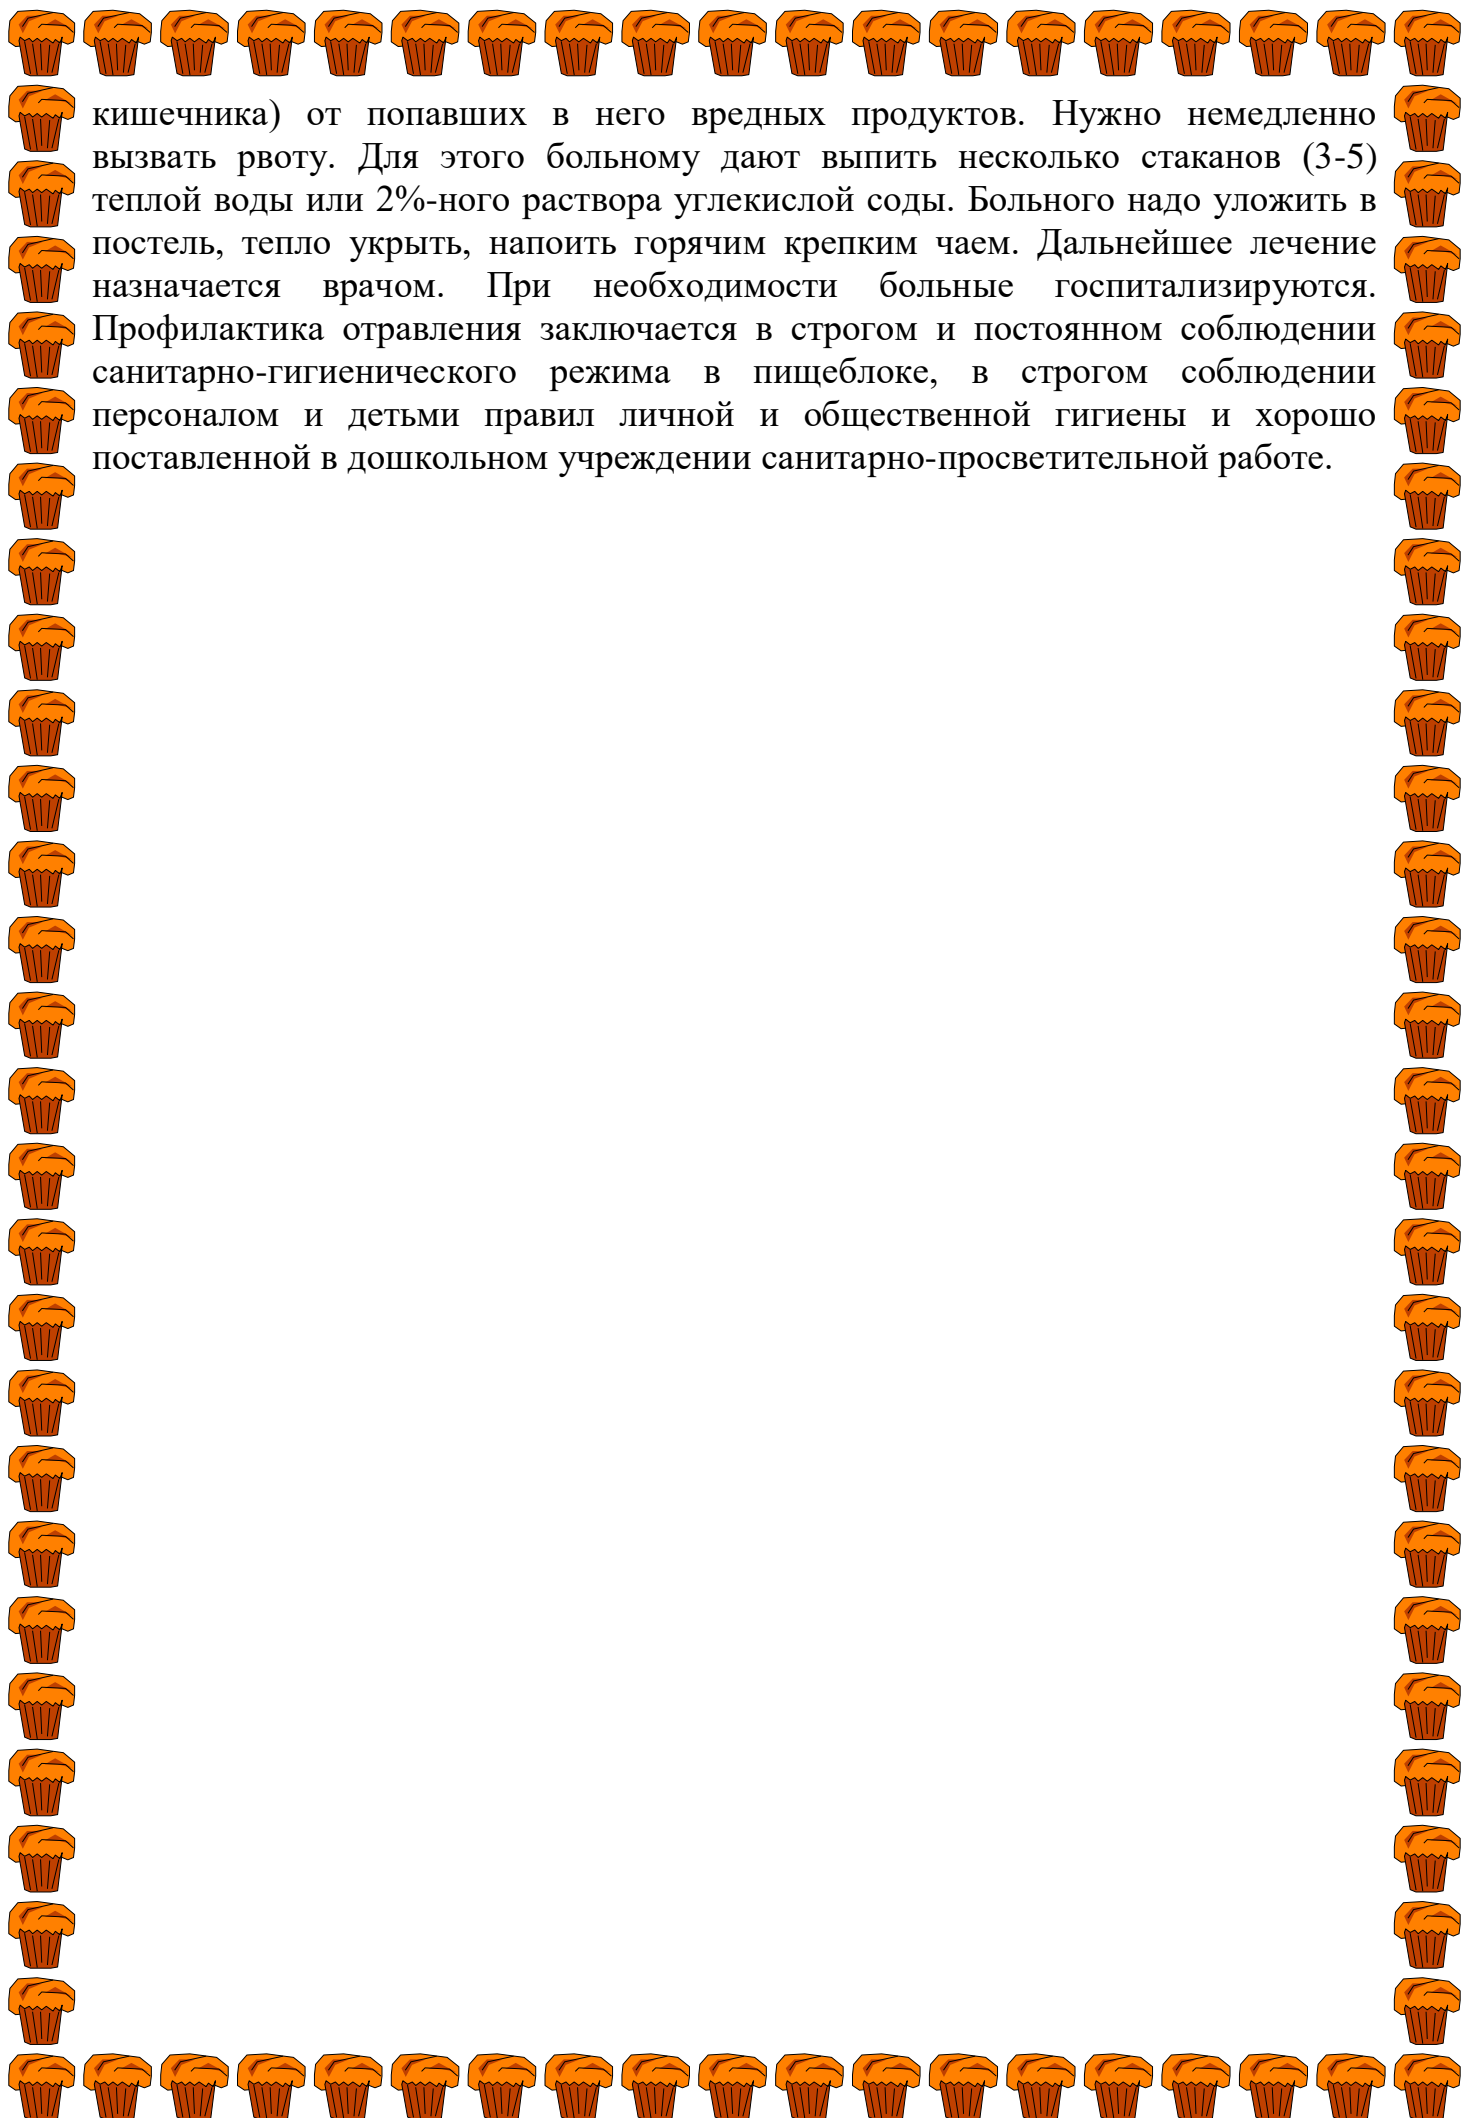 кишечника) от попавших в него вредных продуктов. Нужно немедленно
вызвать рвоту. Для этого больному дают выпить несколько стаканов (3-5)
теплой воды или 2%-ного раствора углекислой соды. Больного надо уложить в
постель, тепло укрыть, напоить горячим крепким чаем. Дальнейшее лечение
назначается врачом. При необходимости больные госпитализируются.
Профилактика отравления заключается в строгом и постоянном соблюдении
санитарно-гигиенического режима в пищеблоке, в строгом соблюдении
персоналом и детьми правил личной и общественной гигиены и хорошо
поставленной в дошкольном учреждении санитарно-просветительной работе.